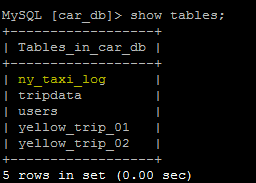 MySQL [car_db]> show tables;
+------------------+
| Tables_in_car_db |
+------------------+
| ny_taxi_log      |
| tripdata         |
| users            |
| yellow_trip_01   |
| yellow_trip_02   |
+------------------+
5 rows in set (0.00 sec)